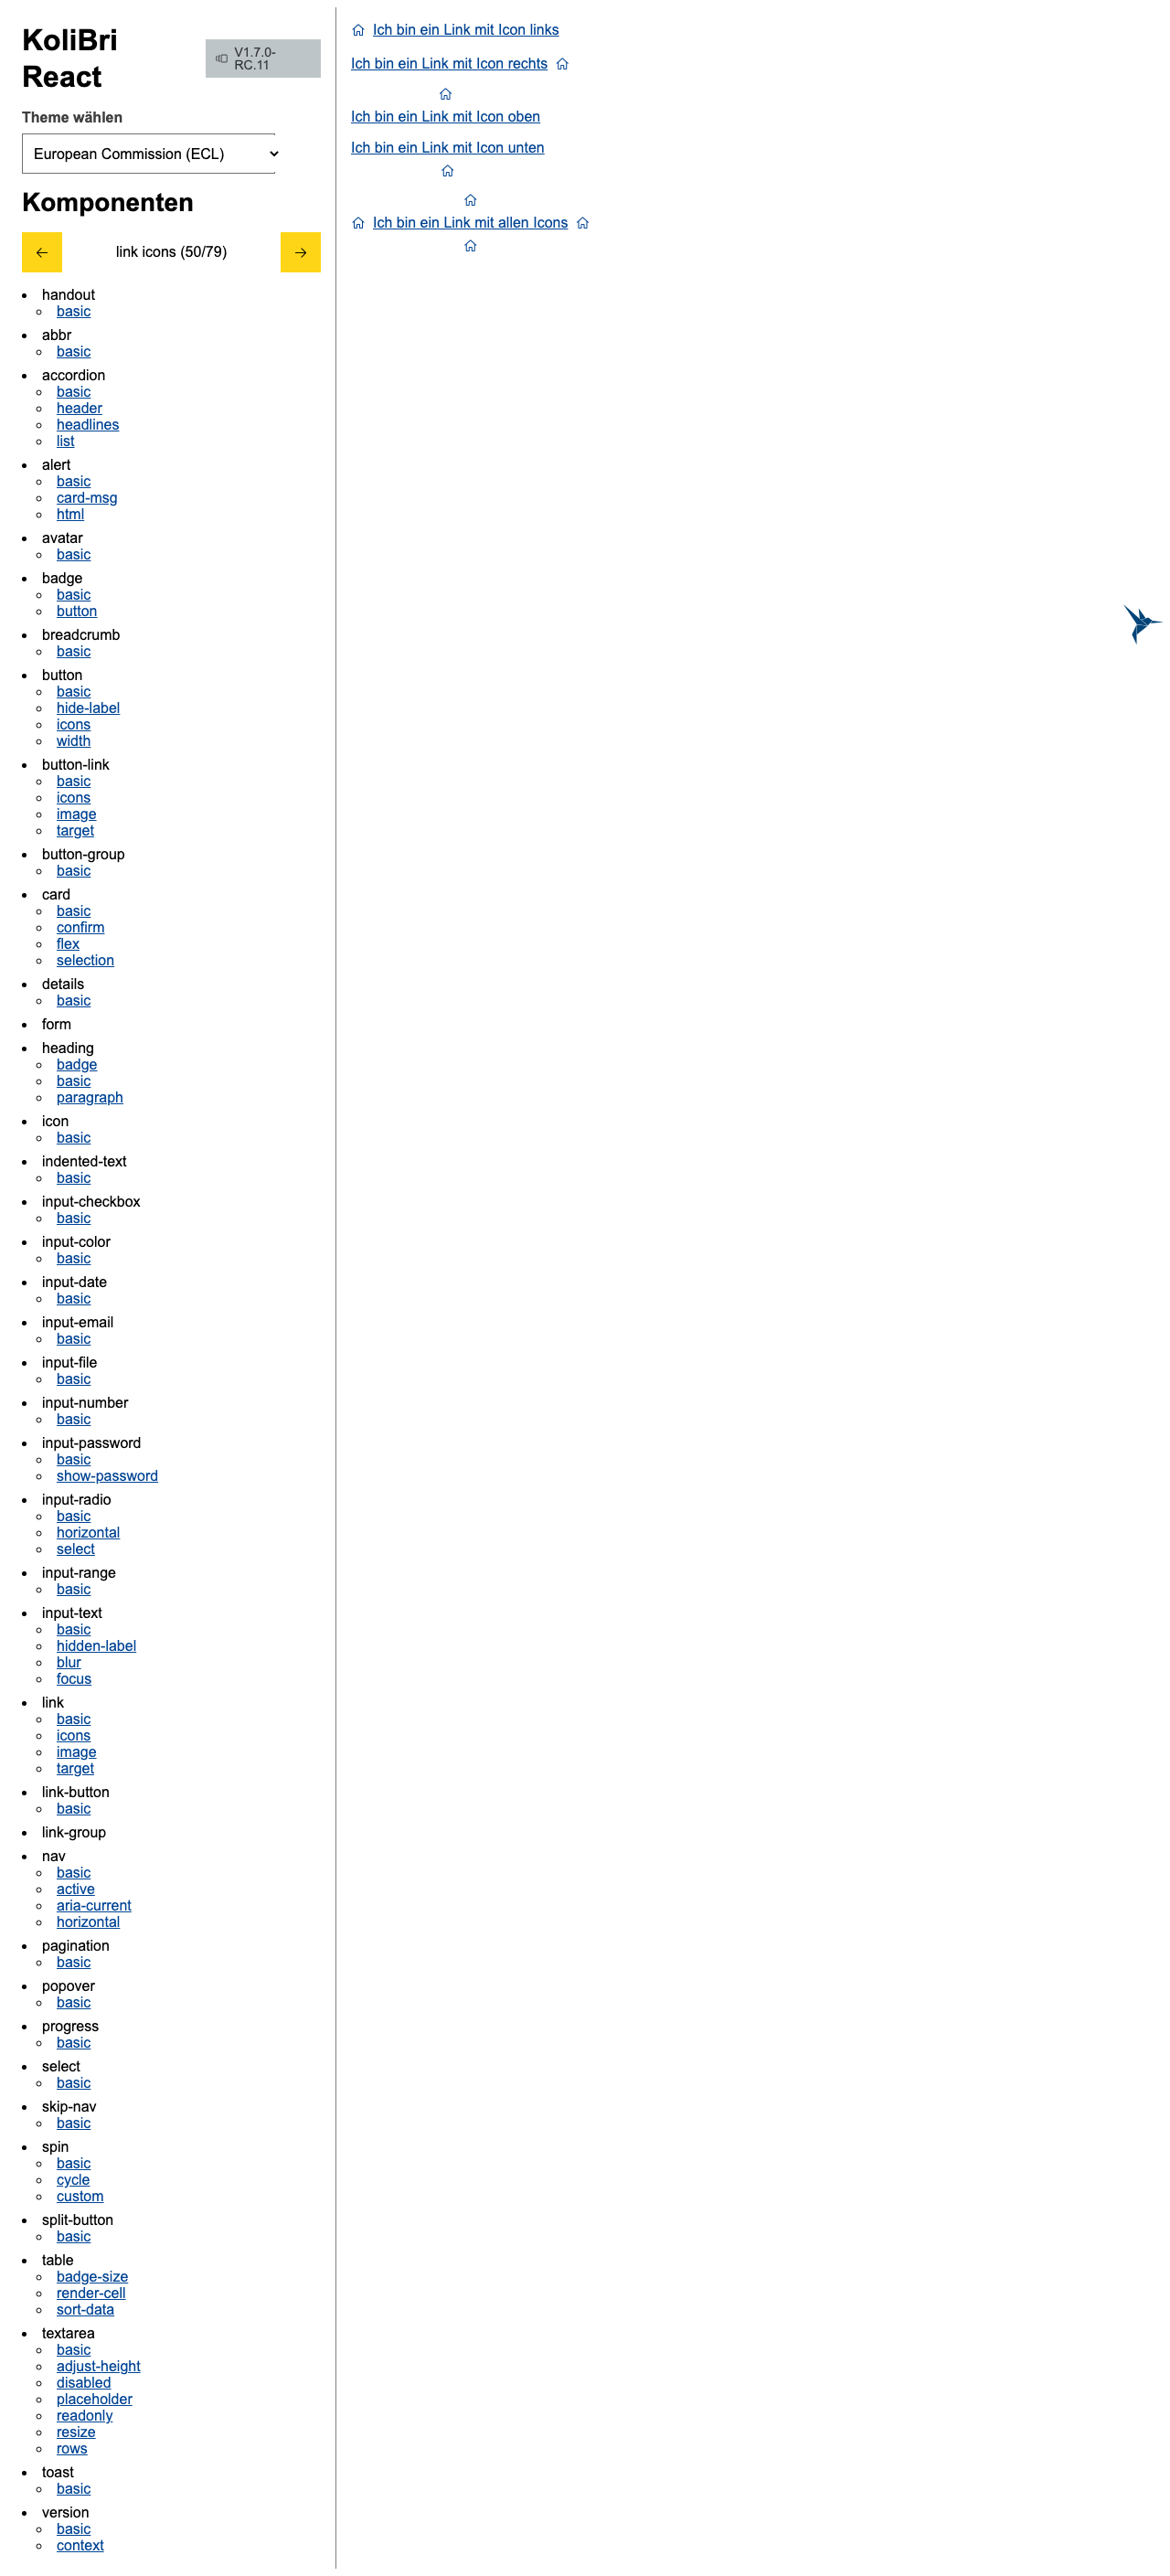 KoliBri
React
V1.7.0-
RC.11
Theme wählen
European Commission (ECL)
Komponenten
link icons (50/79)
handout
basic
abbr
basic
accordion
basic
header
headlines
list
alert
basic
card-msg
html
avatar
basic
badge
basic
button
breadcrumb
basic
button
basic
hide-label
icons
width
button-link
basic
icons
image
target
button-group
basic
card
basic
confirm
flex
selection
details
basic
form
heading
badge
basic
paragraph
icon
basic
indented-text
basic
input-checkbox
basic
input-color
basic
input-date
basic
input-email
basic
input-file
basic
input-number
basic
input-password
basic
show-password
input-radio
basic
horizontal
select
input-range
basic
input-text
basic
hidden-label
blur
focus
link
basic
icons
image
target
link-button
basic
link-group
nav
basic
active
aria-current
horizontal
pagination
basic
popover
basic
progress
basic
select
basic
skip-nav
basic
spin
basic
cycle
custom
split-button
basic
table
badge-size
render-cell
sort-data
textarea
basic
adjust-height
disabled
placeholder
readonly
resize
rows
toast
basic
version
basic
context
Ich bin ein Link mit Icon links
Ich bin ein Link mit Icon rechts
Ich bin ein Link mit Icon oben
Ich bin ein Link mit Icon unten
Ich bin ein Link mit allen Icons